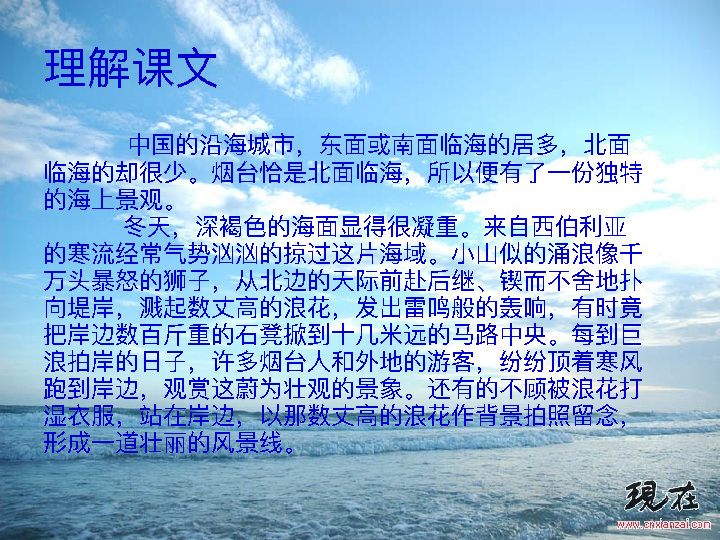 理解课文
中国的沿海城市，东面或南面临海的居多，北面
临海的却很少。烟台恰是北面临海，所以便有了一份独特
的海上景观。
冬天，深褐色的海面显得很凝重。来自西伯利亚
的寒流经常气势汹汹的掠过这片海域。小山似的涌浪像千
万头暴怒的狮子，从北边的天际前赴后继、锲而不舍地扑
向堤岸，溅起数丈高的浪花，发出雷鸣般的轰响，有时竟
把岸边数百斤重的石凳掀到十几米远的马路中央。每到巨
浪拍岸的日子，许多烟台人和外地的游客，纷纷顶着寒风
跑到岸边，观赏这蔚为壮观的景象。还有的不顾被浪花打
湿衣服，站在岸边，以那数丈高的浪花作背景拍照留念，
形成一道壮丽的风景线。
現在
www.cnxianzai.com